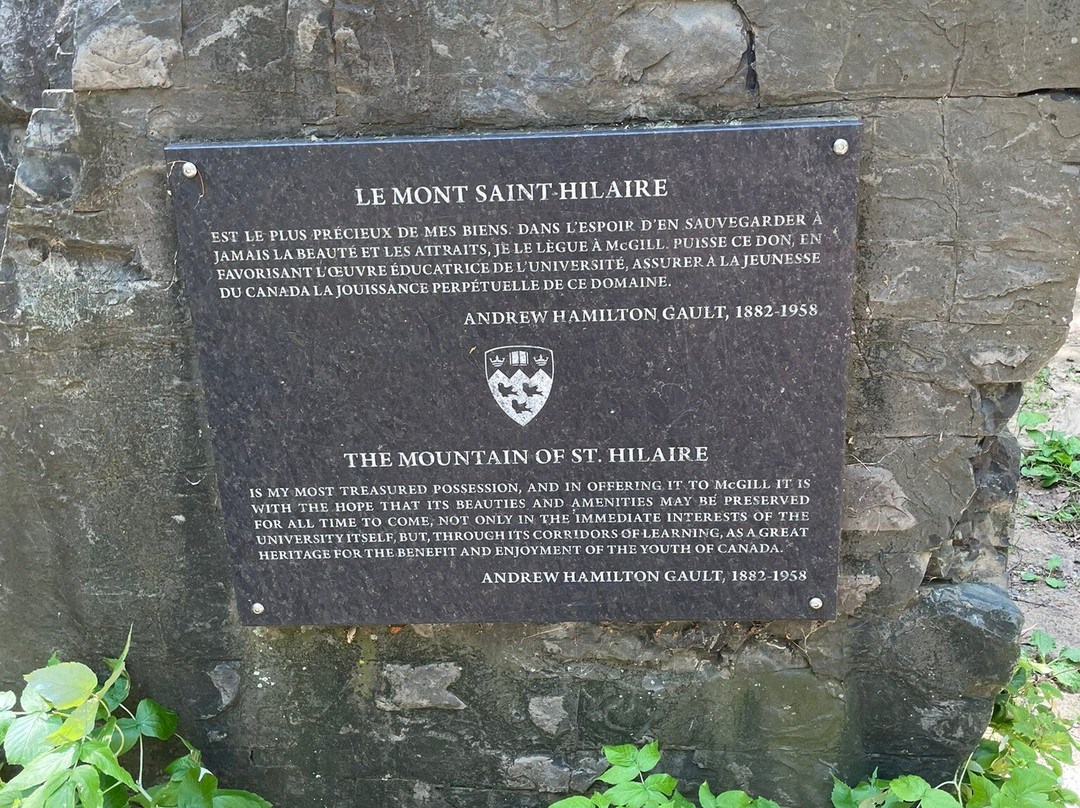 LE MONT SAINT-HILAIRE
EST LE PLUS PRÉCIEUX DE MES BIENS. DANS L'ESPOIR D'EN SAUVEGARDER À
JAMAIS LA BEAUTÉ ET LES ATTRAITS, JE LE LÈGUE À McGILL. PUISSE CE DON, EN
FAVORISANT L'ŒUVRE ÉDUCATRICE DE L'UNIVERSITÉ, ASSURER A LA JEUNESSE
DU CANADA LA JOUISSANCE PERPÉTUELLE DE CE DOMAINE.
ANDREW HAMILTON GAULT, 1882-1958
THE MOUNTAIN OF ST. HILAIRE
IS MY MOST TREASURED POSSESSION, AND IN OFFERING IT TO McGILL IT IS
WITH THE HOPE THAT ITS BEAUTIES AND AMENITIES MAY BE PRESERVED
FOR ALL TIME TO COME, NOT ONLY IN THE IMMEDIATE INTERESTS OF THE
UNIVERSITY ITSELF, BUT, THROUGH ITS CORRIDORS OF LEARNING, AS A GREAT
HERITAGE FOR THE BENEFIT AND ENJOYMENT OF THE YOUTH OF CANADA.
ANDREW HAMILTON GAULT, 1882-1958